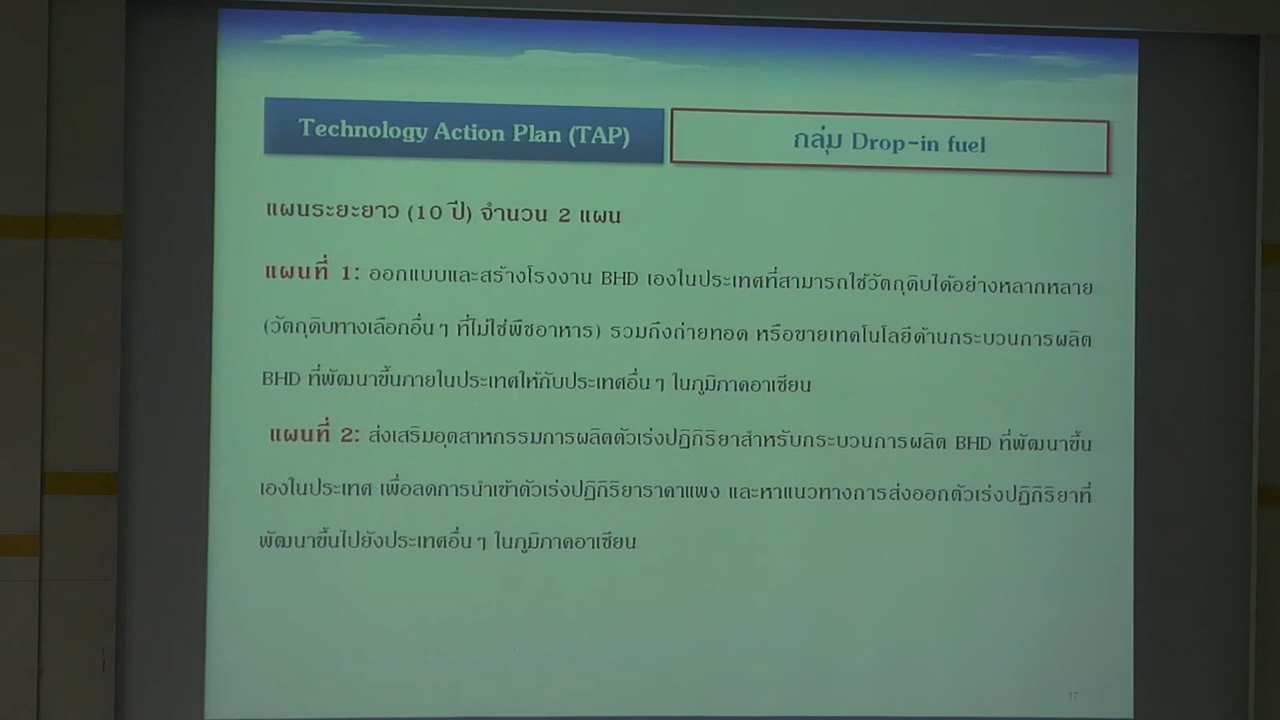 Technology Action Plan (TAP)
กลุ่ม Drop-in fuel
แผนระยะยาว (10 ปี) จำนวน 2 แผน
แผนที่ 1: ออกแบบและสร้างโรงงาน BHD เองในประเทศที่สามารถใช้วัตถุดิบได้อย่างหลากหลาย
(วัตถุดิบทางเลือกอื่น ๆ ที่ไม่ใช่พืชอาหาร) รวมถึงถ่ายทอด หรือขายเทคโนโลยีด้านกระบวนการผลิต
BHD ที่พัฒนาขึ้นภายในประเทศให้กับประเทศอื่น ๆ ในภูมิภาคอาเซียน
แผนที่ 2: ส่งเสริมอุตสาหกรรมการผลิตตัวเร่งปฏิกิริยาสำหรับกระบวนการผลิต BHD ที่พัฒนาขึ้น
เองในประเทศ เพื่อลดการนำเข้าตัวเร่งปฏิกิริยาราคาแพง และหาแนวทางการส่งออกตัวเร่งปฏิกิริยาที่
พัฒนาขึ้นไปยังประเทศอื่น ๆ ในภูมิภาคอาเซียน
17